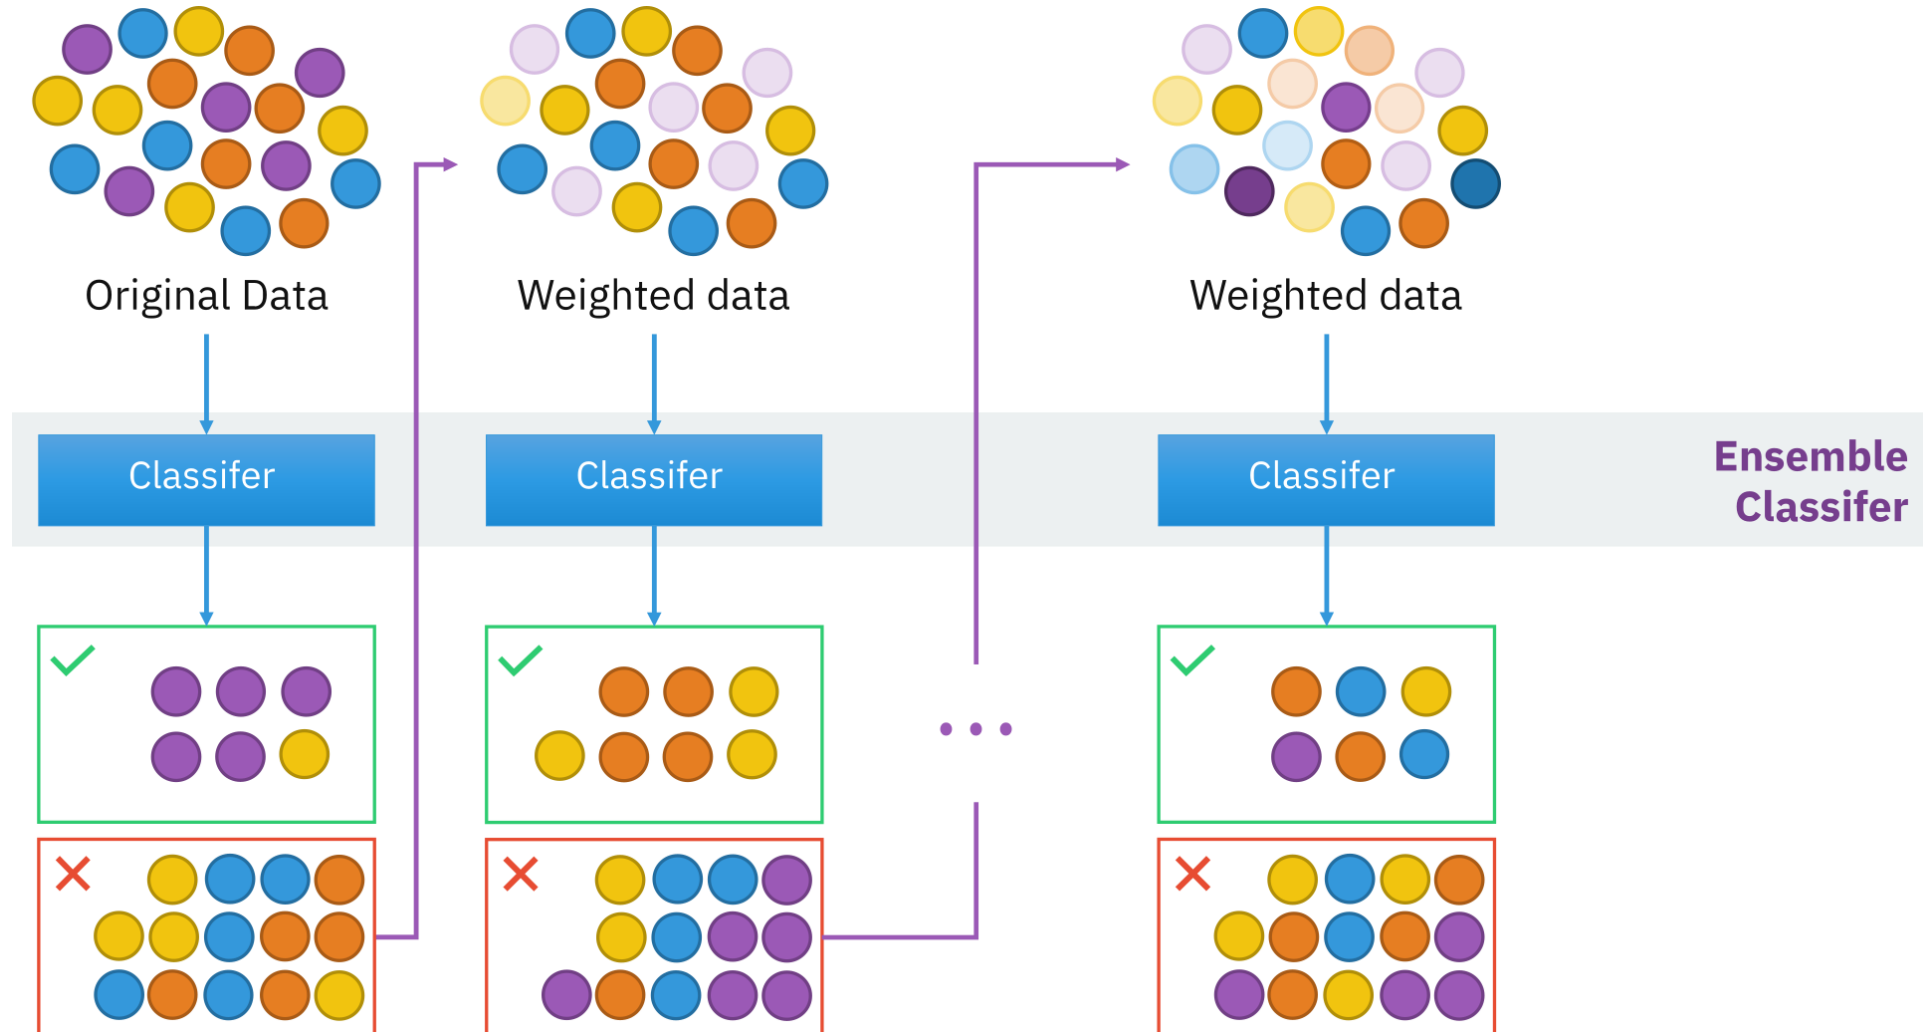 Original Data
Weighted data
Weighted data
Classifer
Classifer
Classifer
Ensemble
Classifer